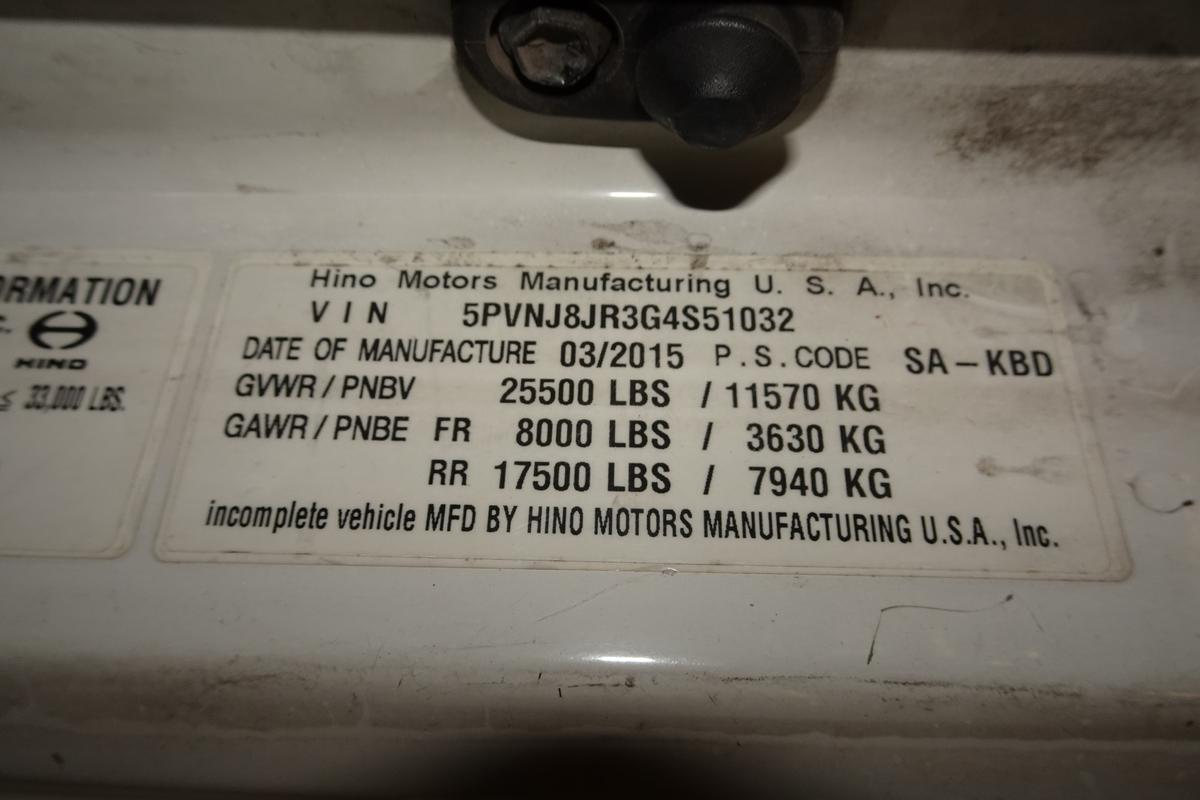 ORMATION
HINO
≤ 33,000 LBS.
Hino Motors Manufacturing U. S. A., Inc.
V I N 5PVNJ8JR3G4S51032
DATE OF MANUFACTURE 03/2015 P.S.CODE SA-KBD
GVWR/PNBV 25500 LBS / 11570 KG
GAWR/PNBE FR 8000 LBS / 3630 KG
RR 17500 LBS / 7940 KG
incomplete vehicle MFD BY HINO MOTORS MANUFACTURING U.S.A., Inc.